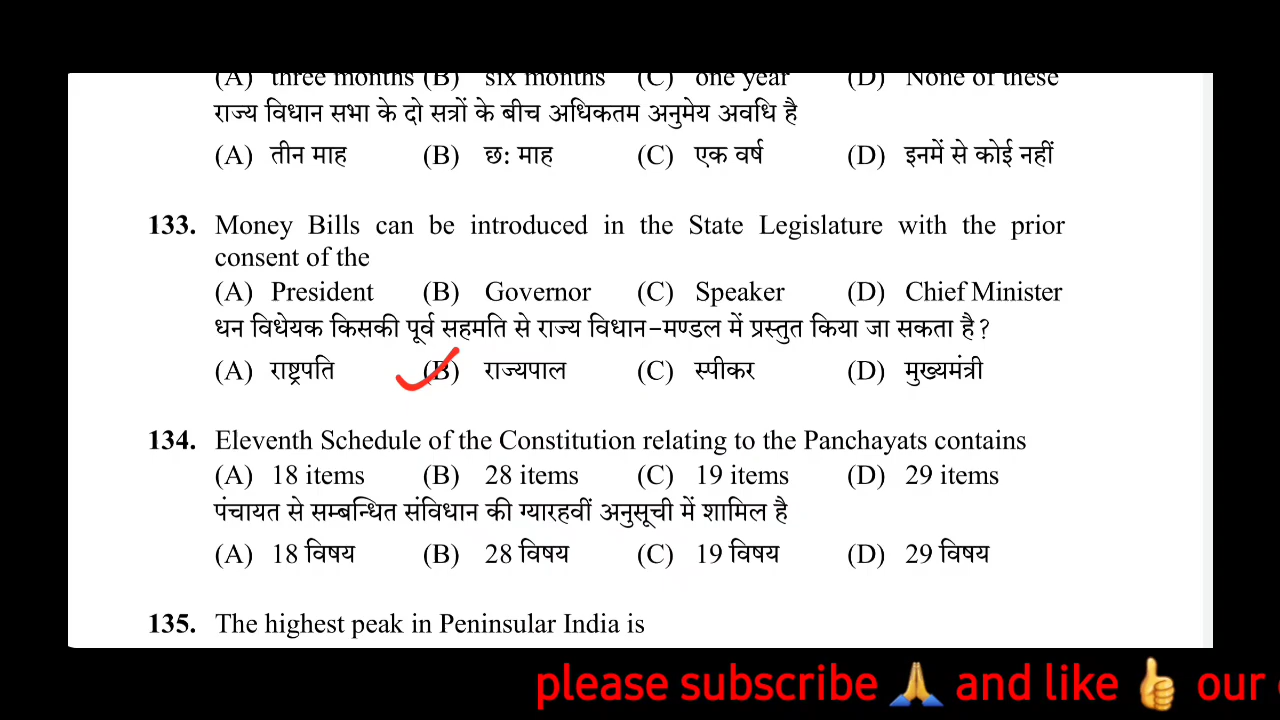 (A) three months (B) six months (C) one year (D) None of these
राज्य विधान सभा के दो सत्रों के बीच अधिकतम अनुमेय अवधि है
(A) तीन माह (B) छ: माह (C) एक वर्ष (D) इनमें से कोई नहीं
133. Money Bills can be introduced in the State Legislature with the prior
consent of the
(A) President (B) Governor (C) Speaker (D) Chief Minister
धन विधेयक किसकी पूर्व सहमति से राज्य विधान-मण्डल में प्रस्तुत किया जा सकता है?
(A) राष्ट्रपति (B) राज्यपाल (C) स्पीकर (D) मुख्यमंत्री
134. Eleventh Schedule of the Constitution relating to the Panchayats contains
(A) 18 items (B) 28 items (C) 19 items (D) 29 items
पंचायत से सम्बन्धित संविधान की ग्यारहवीं अनुसूची में शामिल है
(A) 18 विषय (B) 28 विषय (C) 19 विषय (D) 29 विषय
135. The highest peak in Peninsular India is
please subscribe 🙏 and like 👍 our